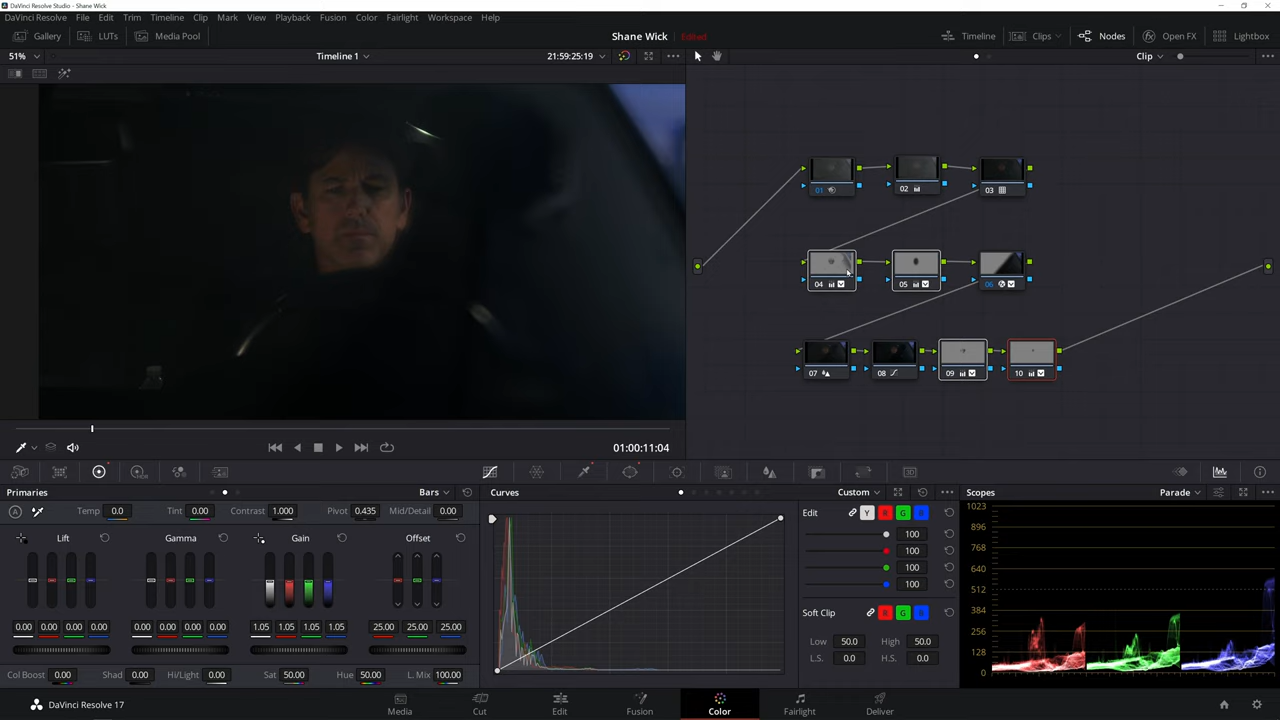 DaVinci Resolve Studio - Shane Wick
DaVinci Resolve File Edit Trim Timeline Clip Mark View Playback Fusion Color Fairlight Workspace Help
Gallery LUTs Media Pool Shane Wick Edited Timeline Clips Nodes Open FX Lightbox
51% Timeline 1 21:59:25:19 Clip
01 02 03
04 05 06
07 08 09 10
01:00:11:04
Primaries Bars Curves Custom Scopes Parade
A Temp 0.0 Tint 0.00 Contrast 1.000 Pivot 0.435 Mid/Detail 0.00
Edit Y R G B
Lift Gamma Gain Offset
100
100
100
100
Soft Clip R G B
0.00 0.00 0.00 0.00 0.00 0.00 0.00 0.00 1.05 1.05 1.05 1.05 25.00 25.00 25.00
Low 50.0 High 50.0
L.S. 0.0 H.S. 0.0
Col Boost 0.00 Shad 0.00 Hi/Light 0.00 Sat 50.00 Hue 50.00 L. Mix 100.00
1023
896
768
640
512
384
256
128
0
DaVinci Resolve 17 Media Cut Edit Fusion Color Fairlight Deliver